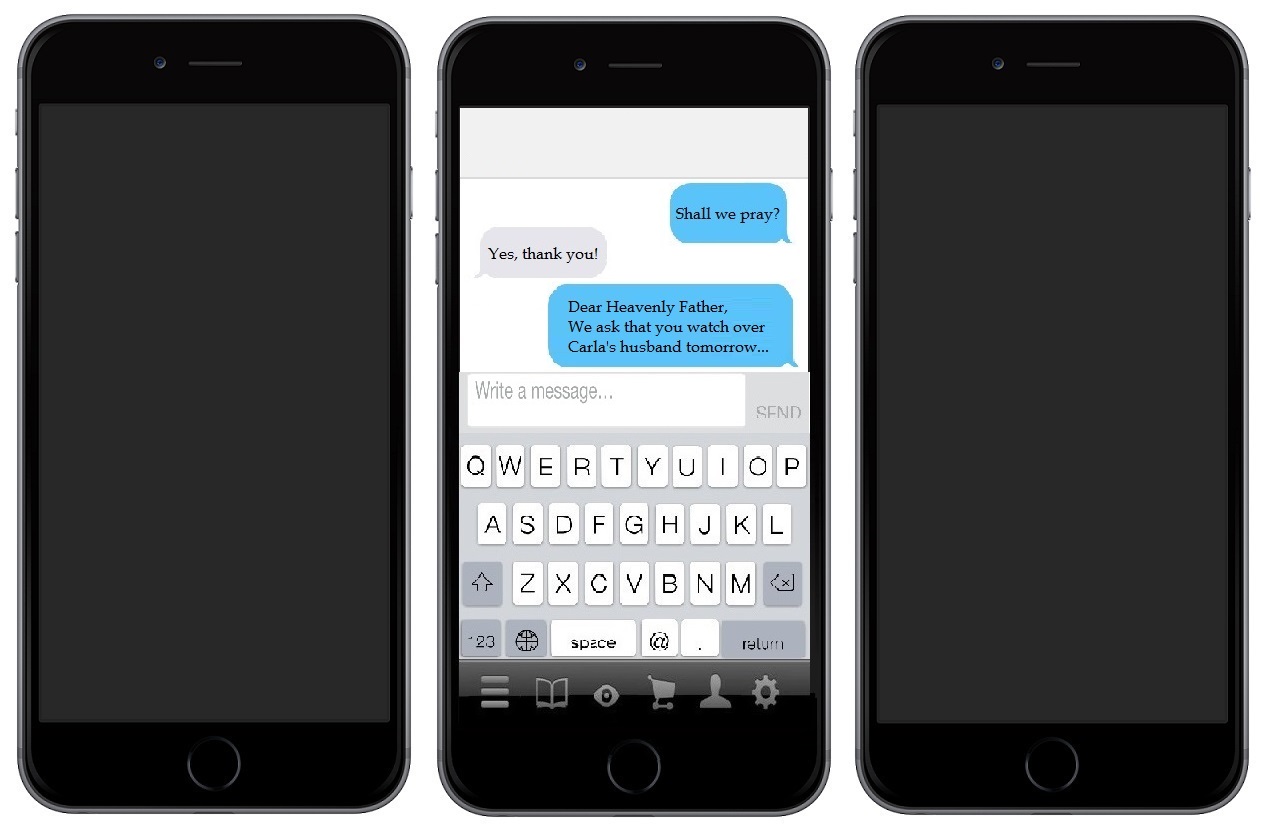 Shall we pray?
Yes, thank you!
Dear Heavenly Father,
We ask that you watch over
Carla's husband tomorrow...
Write a message...
SEND
Q W E R T Y U I O P
A S D F G H J K L
Z X C V B N M
123 space @ . return